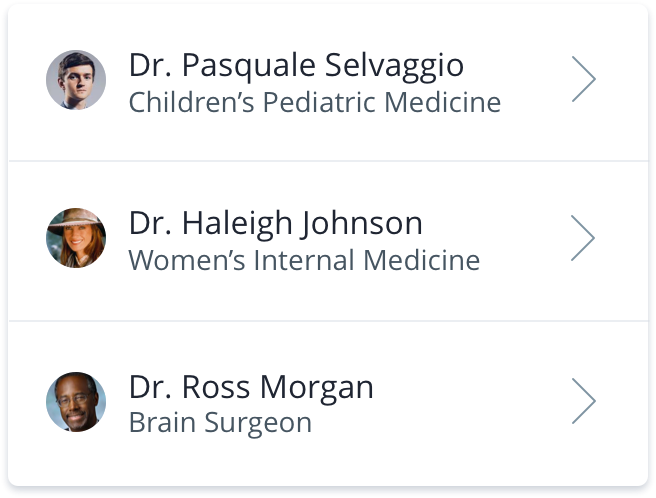 Dr. Pasquale Selvaggio
Children’s Pediatric Medicine
Dr. Haleigh Johnson
Women’s Internal Medicine
Dr. Ross Morgan
Brain Surgeon